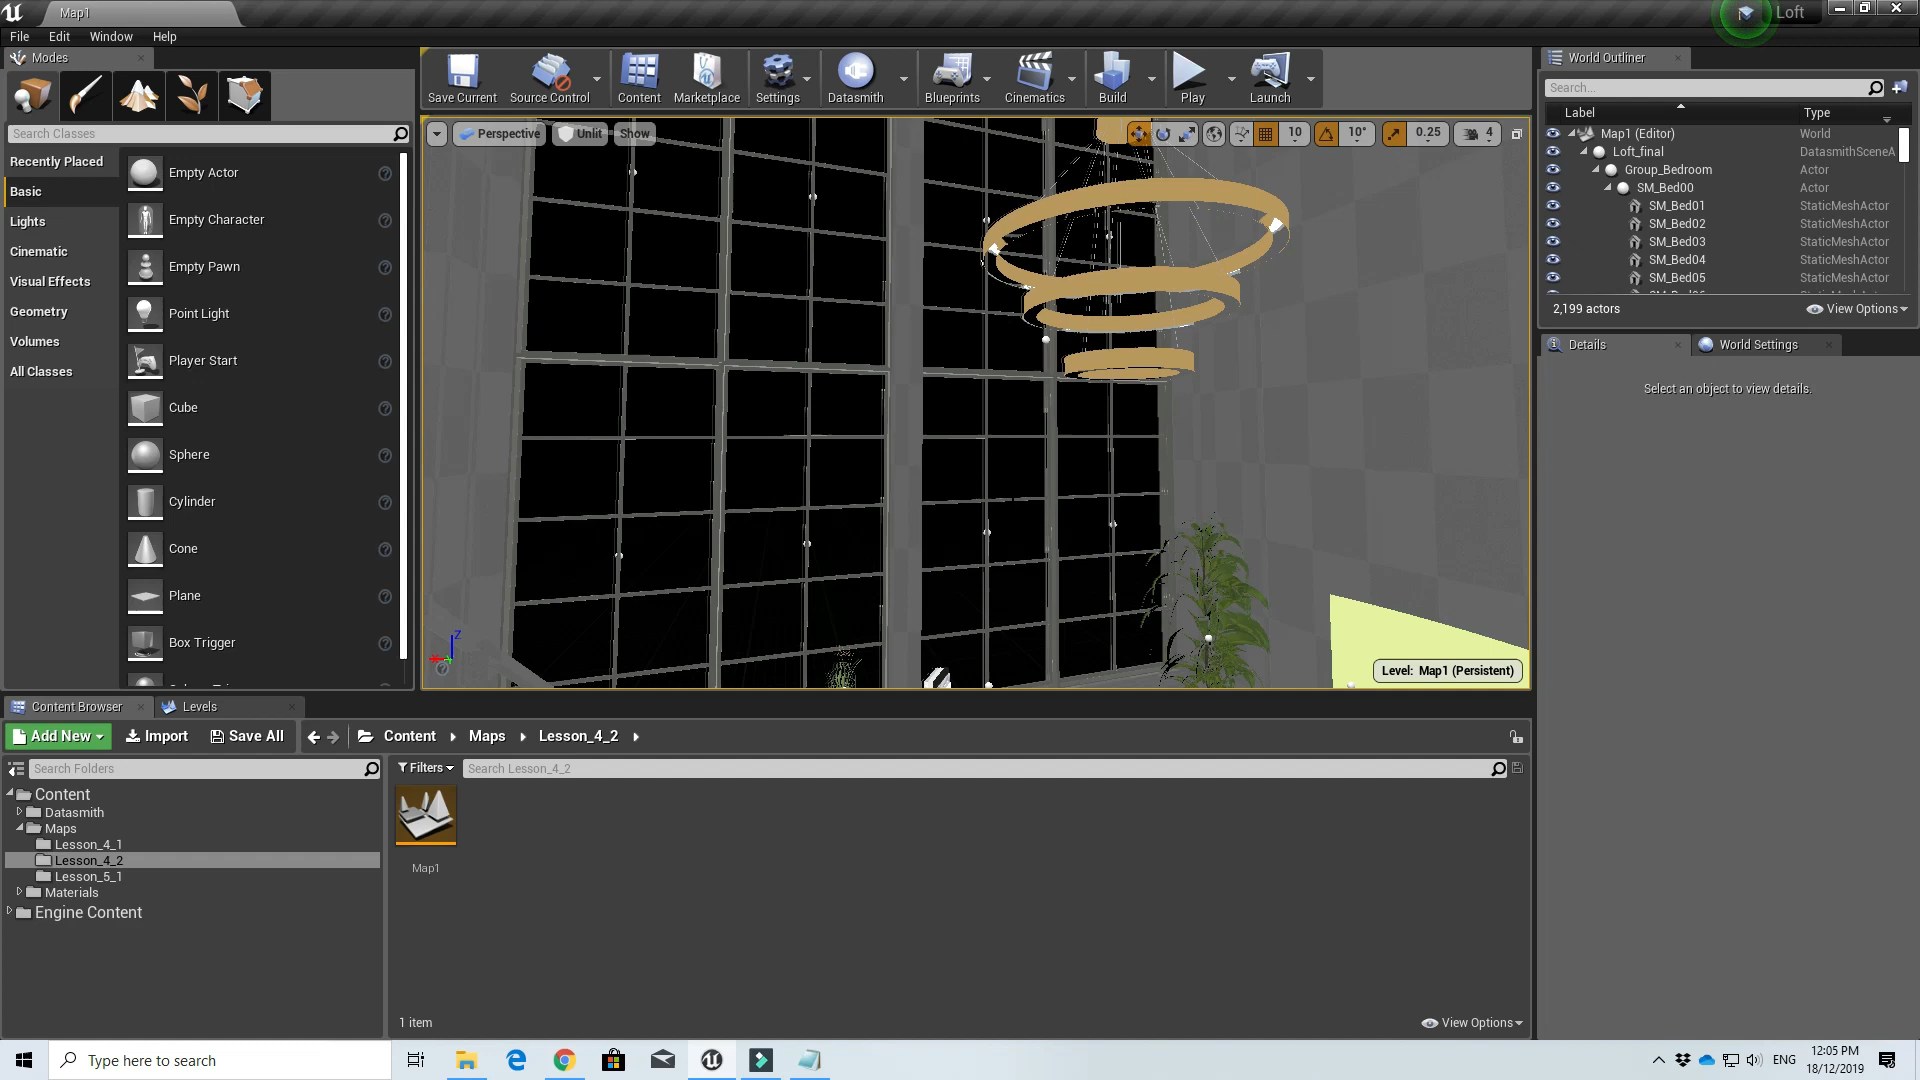 Map1
Loft
File Edit Window Help
Modes
Save Current Source Control Content Marketplace Settings Datasmith Blueprints Cinematics Build Play Launch
World Outliner
Search...
Label Type
Map1 (Editor) World
Loft_final DatasmithSceneA
Group_Bedroom Actor
SM_Bed00 Actor
SM_Bed01 StaticMeshActor
SM_Bed02 StaticMeshActor
SM_Bed03 StaticMeshActor
SM_Bed04 StaticMeshActor
SM_Bed05 StaticMeshActor
2,199 actors
View Options
Details
World Settings
Select an object to view details.
Search Classes
Recently Placed
Basic
Lights
Cinematic
Visual Effects
Geometry
Volumes
All Classes
Empty Actor
Empty Character
Empty Pawn
Point Light
Player Start
Cube
Sphere
Cylinder
Cone
Plane
Box Trigger
Perspective Unlit Show
10 10° 0.25 4
Z
Level: Map1 (Persistent)
Content Browser
Levels
Add New Import Save All Content Maps Lesson_4_2
Search Folders
Filters
Search Lesson_4_2
Content
Datasmith
Maps
Lesson_4_1
Lesson_4_2
Lesson_5_1
Materials
Engine Content
Map1
1 item
View Options
Type here to search
ENG
12:05 PM
18/12/2019